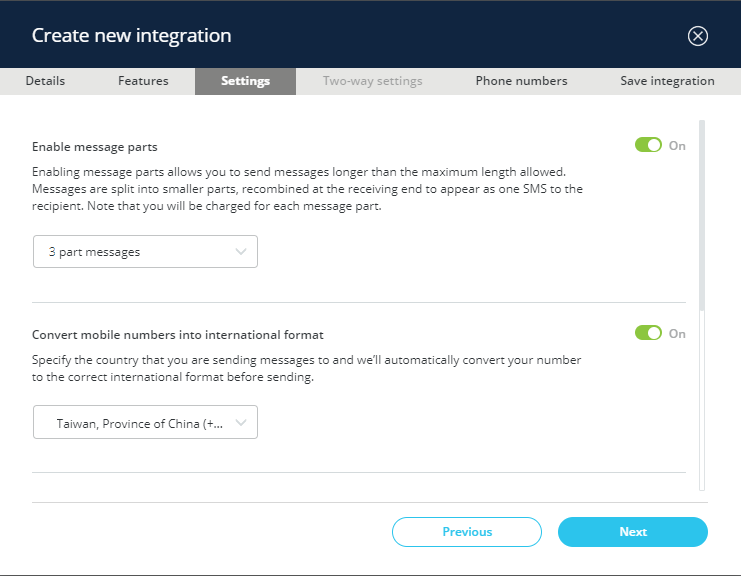 Create new integration
Details Features Settings Two-way settings Phone numbers Save integration
Enable message parts
On
Enabling message parts allows you to send messages longer than the maximum length allowed.
Messages are split into smaller parts, recombined at the receiving end to appear as one SMS to the
recipient. Note that you will be charged for each message part.
3 part messages
Convert mobile numbers into international format
On
Specify the country that you are sending messages to and we'll automatically convert your number
to the correct international format before sending.
Taiwan, Province of China (+...
Previous Next